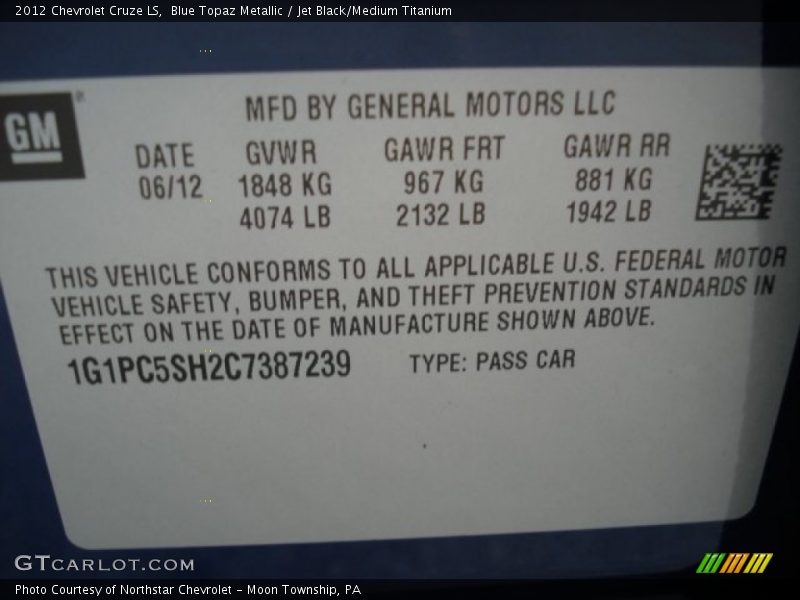 2012 Chevrolet Cruze LS,  Blue Topaz Metallic / Jet Black/Medium Titanium
GM
MFD BY GENERAL MOTORS LLC
DATE GVWR GAWR FRT GAWR RR
06/12 1848 KG 967 KG 881 KG
4074 LB 2132 LB 1942 LB
THIS VEHICLE CONFORMS TO ALL APPLICABLE U.S. FEDERAL MOTOR
VEHICLE SAFETY, BUMPER, AND THEFT PREVENTION STANDARDS IN
EFFECT ON THE DATE OF MANUFACTURE SHOWN ABOVE.
1G1PC5SH2C7387239 TYPE: PASS CAR
GTCARLOT.COM
Photo Courtesy of Northstar Chevrolet - Moon Township, PA